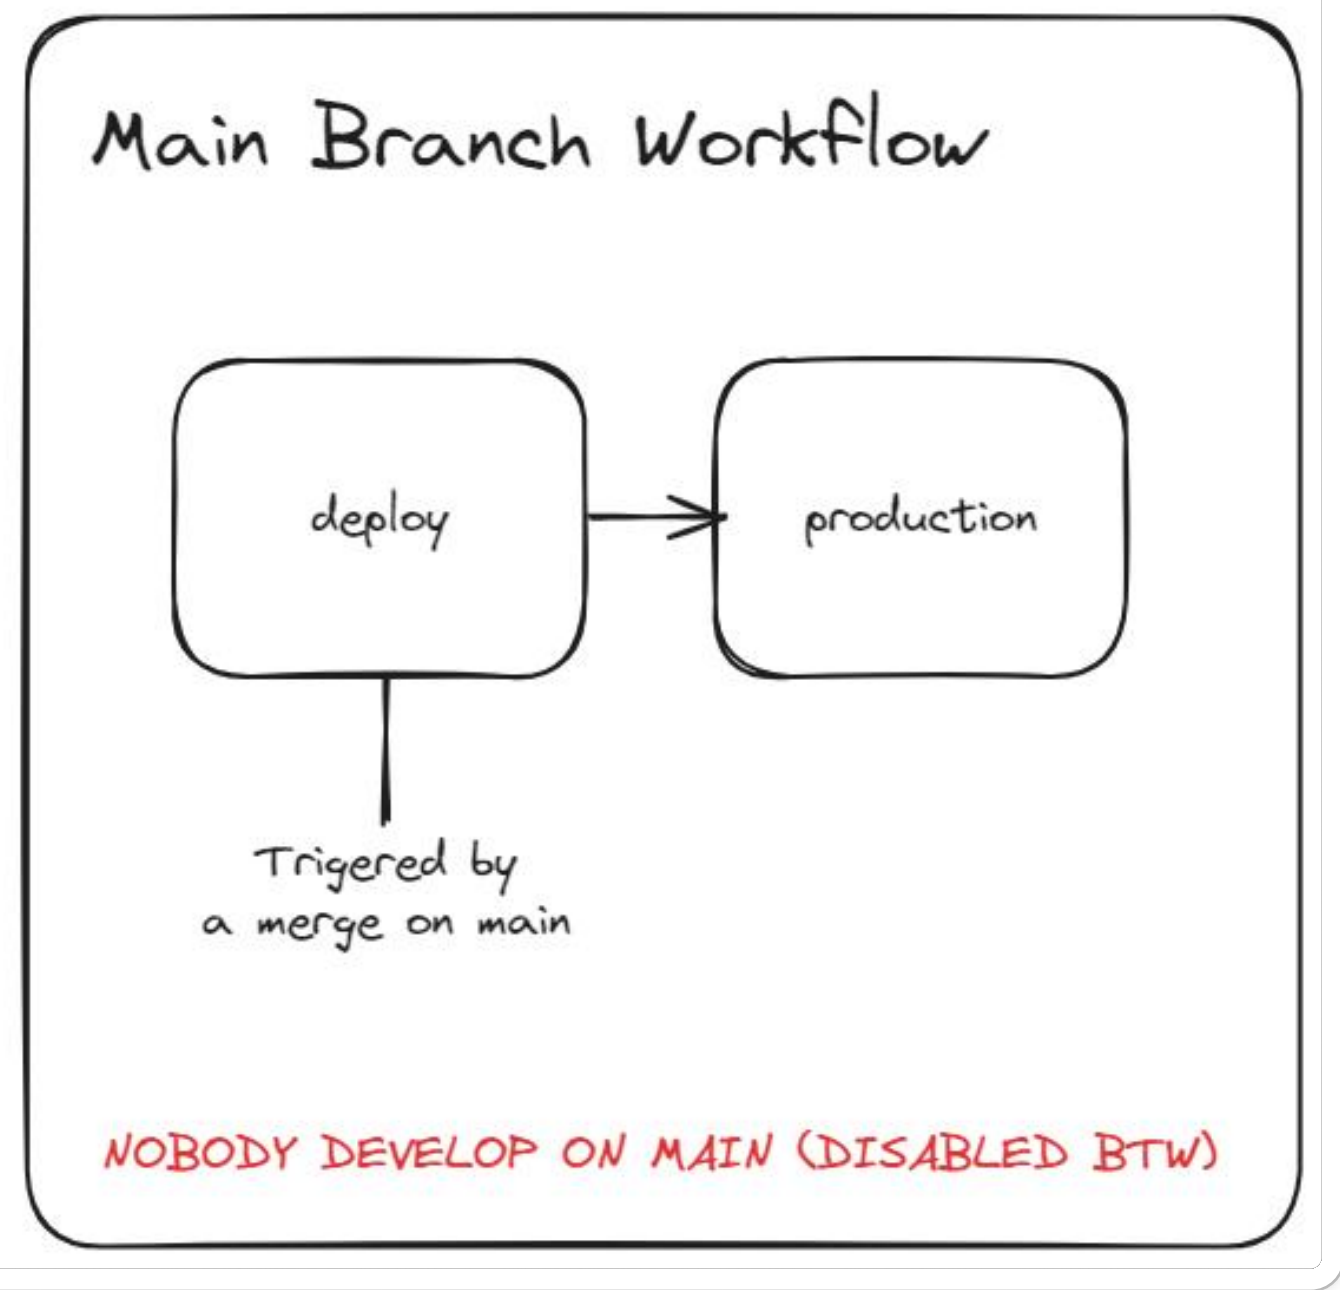 Main Branch Workflow
deploy
production
Trigered by
a merge on main
NOBODY DEVELOP ON MAIN (DISABLED BTW)